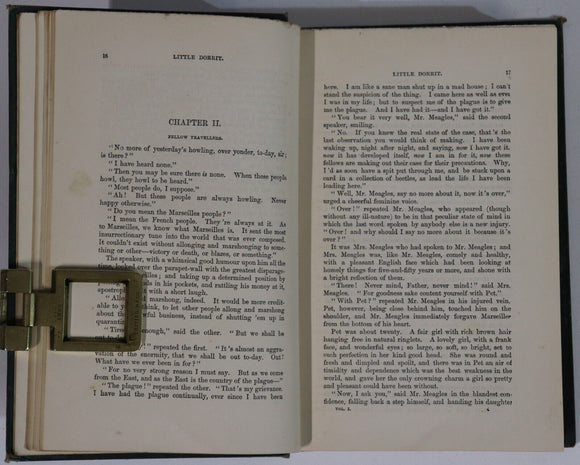 16
LITTLE DORRIT.
CHAPTER II.
FELLOW TRAVELLERS.
"No more of yesterday's howling, over yonder, to-day, sir,
is there?"
"I have heard none."
"Then you may be sure there is none. When these people
howl, they howl to be heard."
"Most people do, I suppose."
"Ah! But these people are always howling. Never
happy otherwise."
"Do you mean the Marseilles people?"
"I mean the French people. They're always at it. As
to Marseilles, we know what Marseilles is. It sent the most
insurrectionary tune into the world that was ever composed.
It couldn't exist without allonging and marshonging to some-
thing or other—victory or death, or blazes, or something."
The speaker, with a whimsical good humour upon him all the
time, looked over the parapet-wall with the greatest disparage-
; and taking up a determined position by
in his pockets, and rattling his money at it,
with a short laugh.
marshong, indeed. It would be more credit-
able to you think, to let other people allong and marshong
about lawful business, instead of shutting 'em up in
quarantine
enough," said the other. "But we shall be
repeated the first. "It's almost an aggra-
vation of the enormity, that we shall be out to-day. Out!
What have we ever been in for?"
"For no very strong reason I must say. But as we come
from the East, and as the East is the country of the plague—"
"The plague!" repeated the other. "That's my grievance.
I have had the plague continually, ever since I have been
LITTLE DORRIT.
17
here. I am like a sane man shut up in a mad house; I can't
stand the suspicion of the thing. I came here as well as ever
I was in my life; but to suspect me of the plague is to give
me the plague. And I have had it—and I have got it."
"You bear it very well, Mr. Meagles," said the second
speaker, smiling.
"No. If you knew the real state of the case, that's the
last observation you would think of making. I have been
waking up, night after night, and saying, now I have got it,
now it has developed itself, now I am in for it, now these
fellows are making out their case for their precautions. Why,
I'd as soon have a spit put through me, and be stuck upon a
card in a collection of beetles, as lead the life I have been
leading here."
"Well, Mr. Meagles, say no more about it, now it's over,"
urged a cheerful feminine voice.
"Over!" repeated Mr. Meagles, who appeared (though
without any ill-nature) to be in that peculiar state of mind in
which the last word spoken by anybody else is a new injury.
"Over! and why should I say no more about it because it's
over?"
It was Mrs. Meagles who had spoken to Mr. Meagles; and
Mrs. Meagles was, like Mr. Meagles, comely and healthy,
with a pleasant English face which had been looking at
homely things for five-and-fifty years or more, and shone with
a bright reflection of them.
"There! Never mind, Father, never mind!" said Mrs.
Meagles. "For goodness sake content yourself with Pet."
"With Pet?" repeated Mr. Meagles in his injured vein.
Pet, however, being close behind him, touched him on the
shoulder, and Mr. Meagles immediately forgave Marseilles
from the bottom of his heart.
Pet was about twenty. A fair girl with rich brown hair
hanging free in natural ringlets. A lovely girl, with a frank
face, and wonderful eyes; so large, so soft, so bright, set to
such perfection in her kind good head. She was round and
fresh and dimpled and spoilt, and there was in Pet an air of
timidity and dependence which was the best weakness in the
world, and gave her the only crowning charm a girl so pretty
and pleasant could have been without.
"Now, I ask you," said Mr. Meagles in the blandest con-
fidence, falling back a step himself, and handing his daughter
VOL. I.